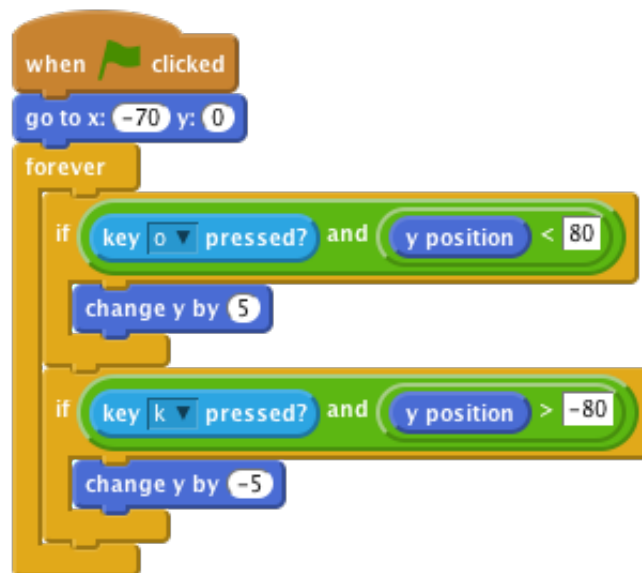 when clicked
go to x: -70 y: 0
forever
if key o pressed? and y position < 80
change y by 5
if key k pressed? and y position > -80
change y by -5